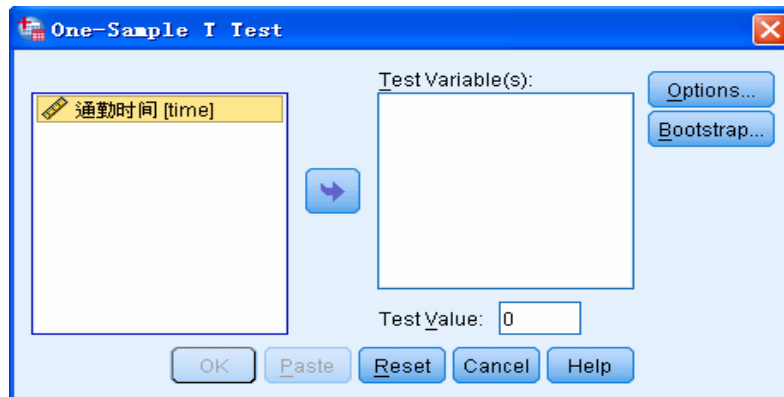 One-Sample T Test
Test Variable(s):
通勤时间 [time]
Options...
Bootstrap...
Test Value: 0
OK Paste Reset Cancel Help